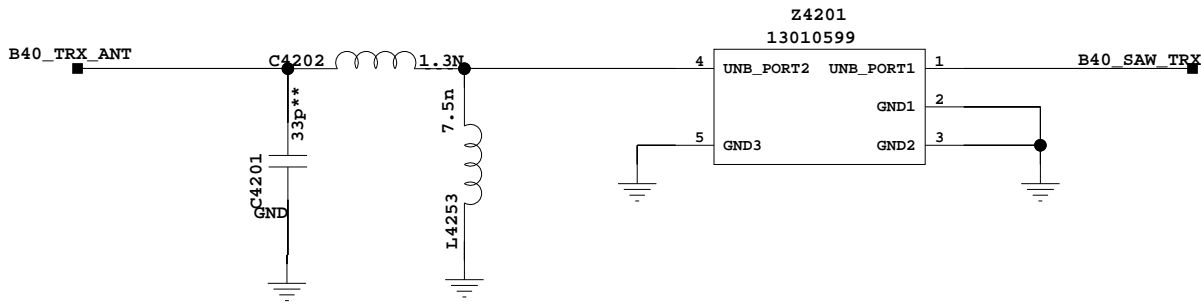 Z4201
13010599
B40_TRX_ANT
C4202
1.3N
4
UNB_PORT2
UNB_PORT1
1
B40_SAW_TRX
33p**
7.5n
GND1
2
5
GND3
GND2
3
C4201
GND
L4253